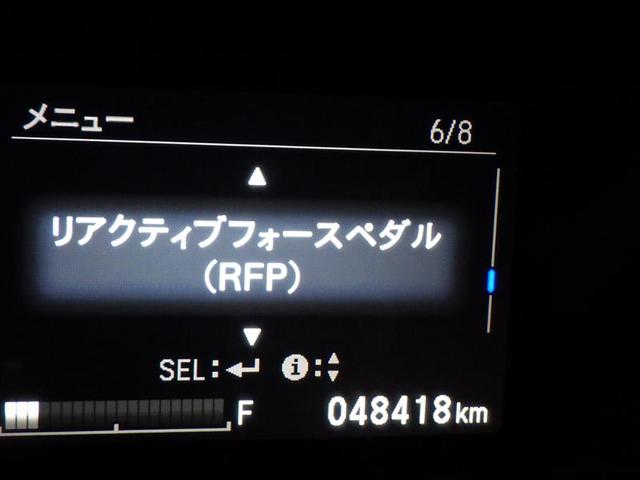 メニュー
6/8
▲
リアクティブフォースペダル
(RFP)
▼
SEL:↵ ⓘ:▲▼
F 048418km